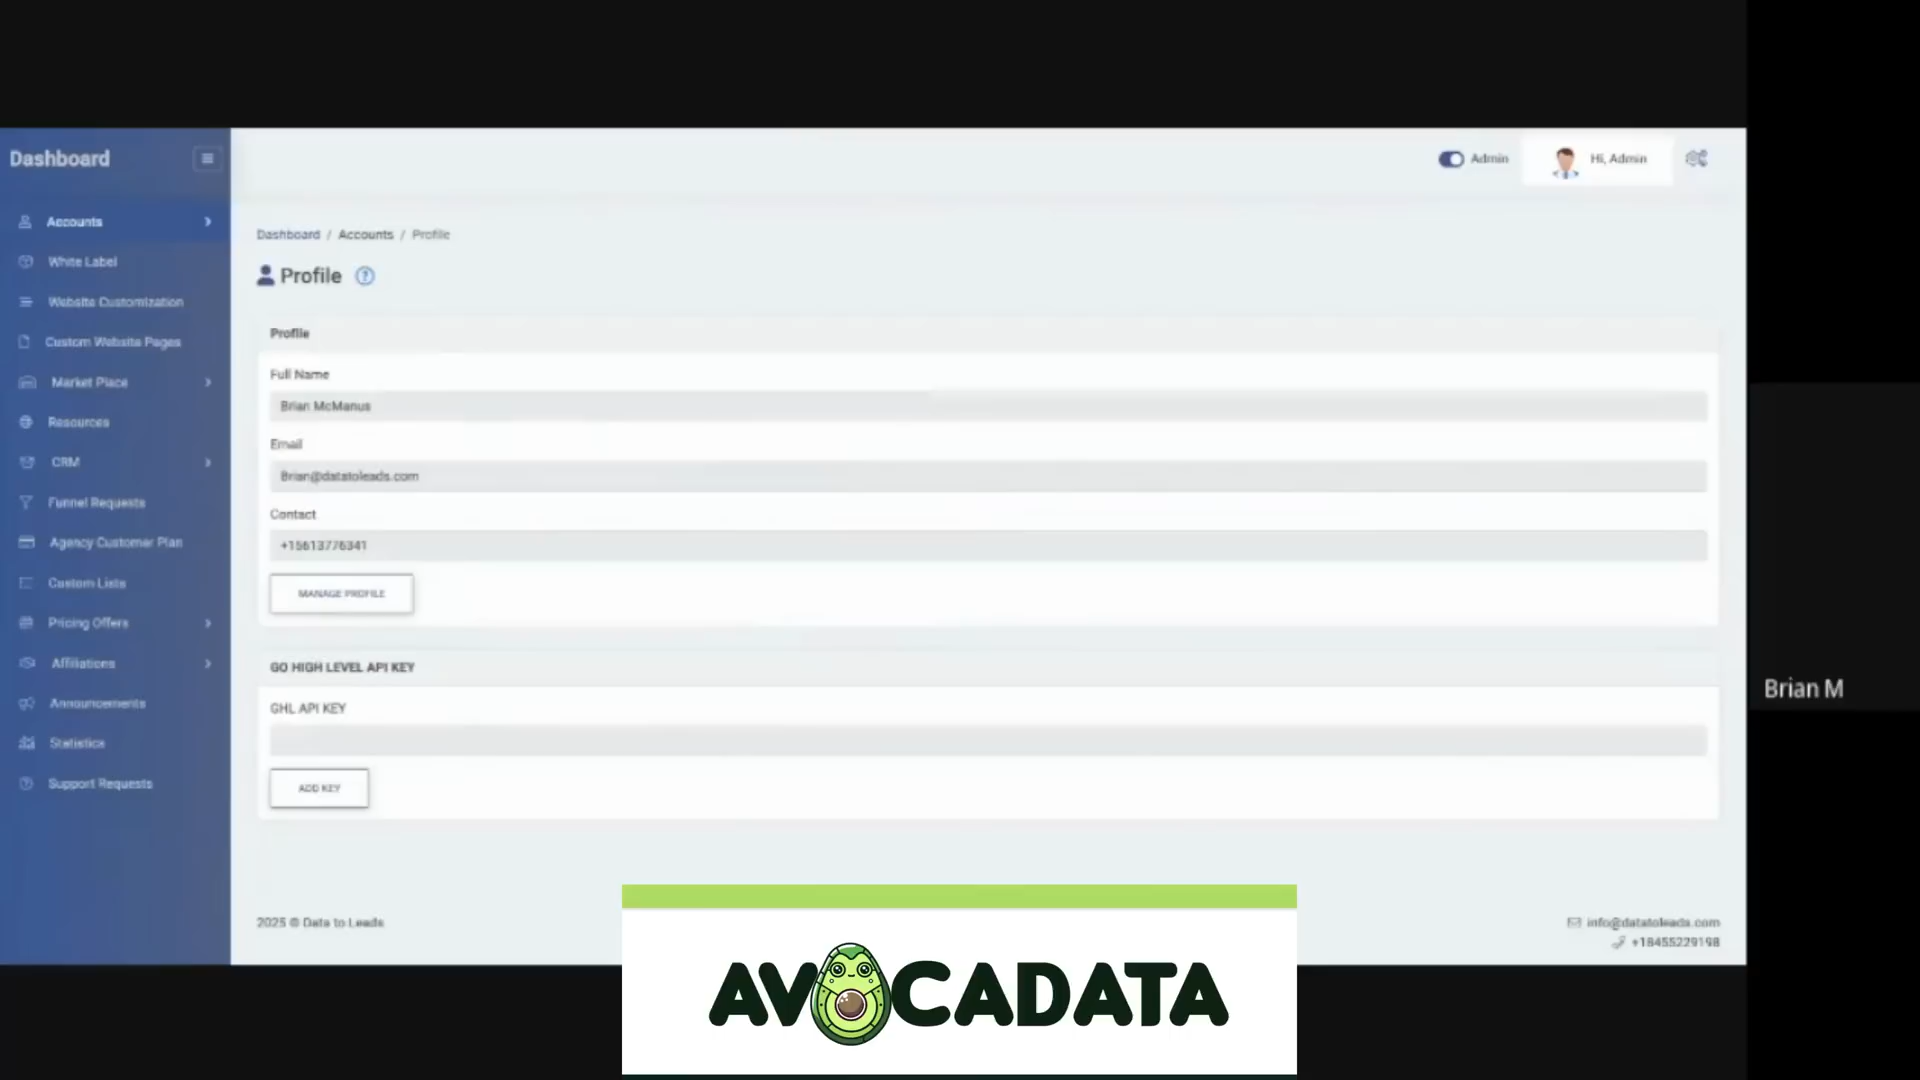 Dashboard
Admin
Hi, Admin
Accounts
White Label
Website Customization
Custom Website Pages
Market Place
Resources
CRM
Funnel Requests
Agency Customer Plan
Custom Lists
Pricing Offers
Affiliations
Announcements
Statistics
Support Requests
Dashboard / Accounts / Profile
Profile ?
Profile
Full Name
Brian McManus
Email
Brian@datatoleads.com
Contact
+15613776341
MANAGE PROFILE
GO HIGH LEVEL API KEY
GHL API KEY
ADD KEY
2025 © Data to Leads
info@datatoleads.com
+18455229198
Brian M
AVOCADATA